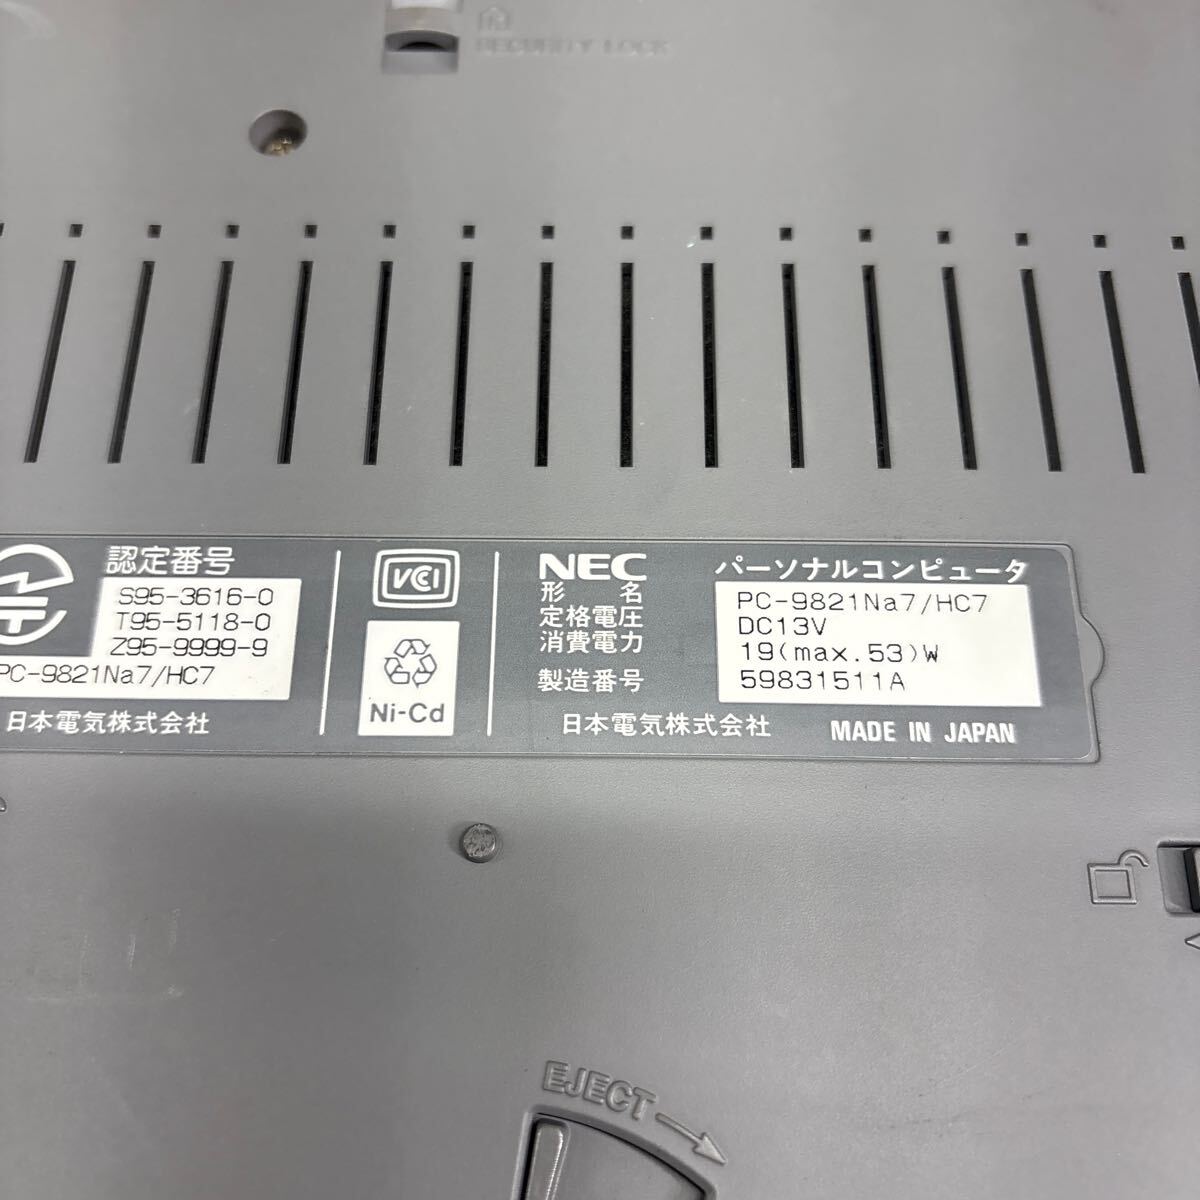 SECURITY LOCK
認定番号
S95-3616-0
T95-5118-0
Z95-9999-9
PC-9821Na7/HC7
日本電気株式会社
VCI
Ni-Cd
NEC パーソナルコンピュータ
形 名 PC-9821Na7/HC7
定格電圧 DC13V
消費電力 19(max.53)W
製造番号 59831511A
日本電気株式会社 MADE IN JAPAN
EJECT